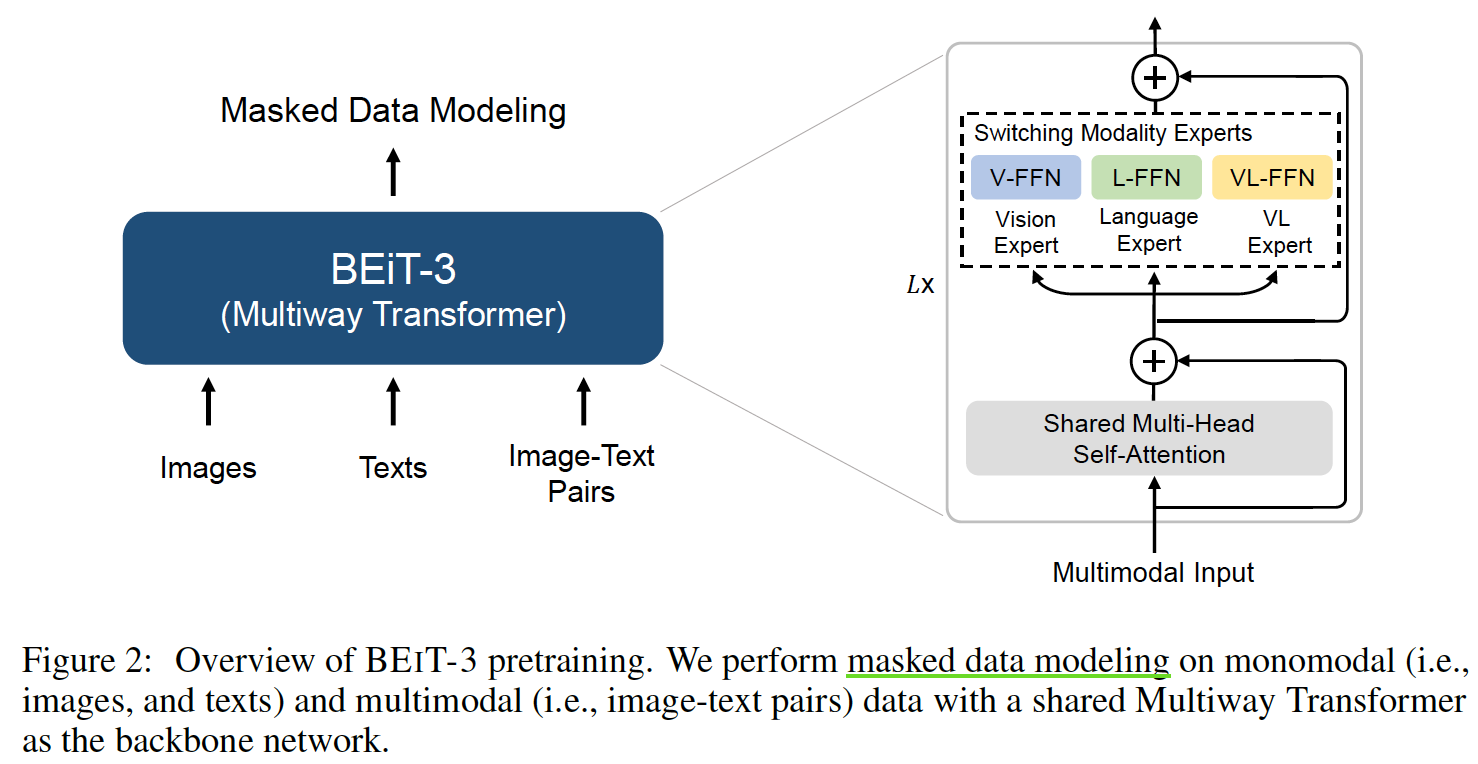 Masked Data Modeling
BEiT-3
(Multiway Transformer)
Images
Texts
Image-Text
Pairs
Lx
Switching Modality Experts
V-FFN
L-FFN
VL-FFN
Vision
Expert
Language
Expert
VL
Expert
Shared Multi-Head
Self-Attention
Multimodal Input
Figure 2: Overview of BEIT-3 pretraining. We perform masked data modeling on monomodal (i.e.,
images, and texts) and multimodal (i.e., image-text pairs) data with a shared Multiway Transformer
as the backbone network.